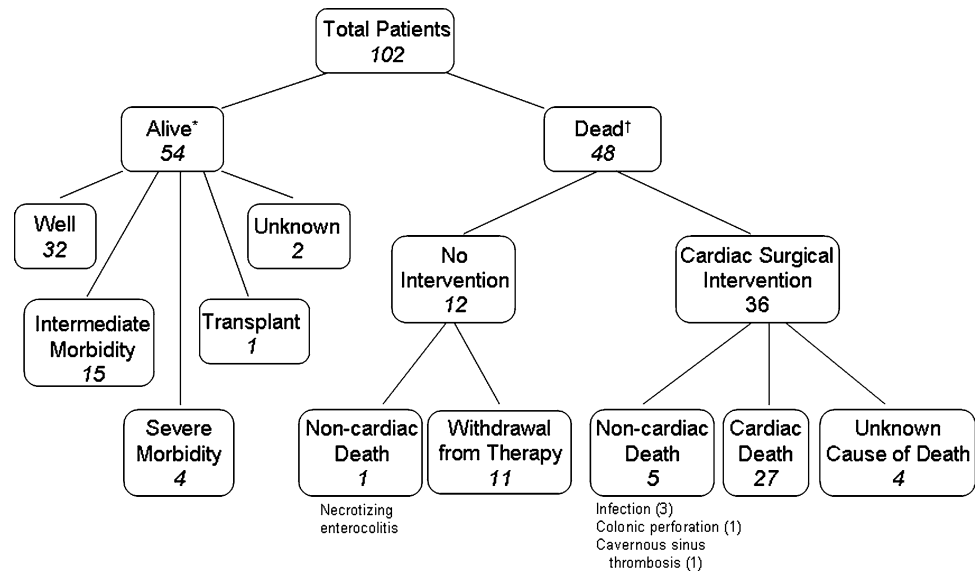 Total Patients
102
Alive*
54
Dead†
48
Well
32
Unknown
2
No
Intervention
12
Cardiac Surgical
Intervention
36
Intermediate
Morbidity
15
Transplant
1
Severe
Morbidity
4
Non-cardiac
Death
1
Withdrawal
from Therapy
11
Non-cardiac
Death
5
Cardiac
Death
27
Unknown
Cause of Death
4
Necrotizing
enterocolitis
Infection (3)
Colonic perforation (1)
Cavernous sinus
thrombosis (1)